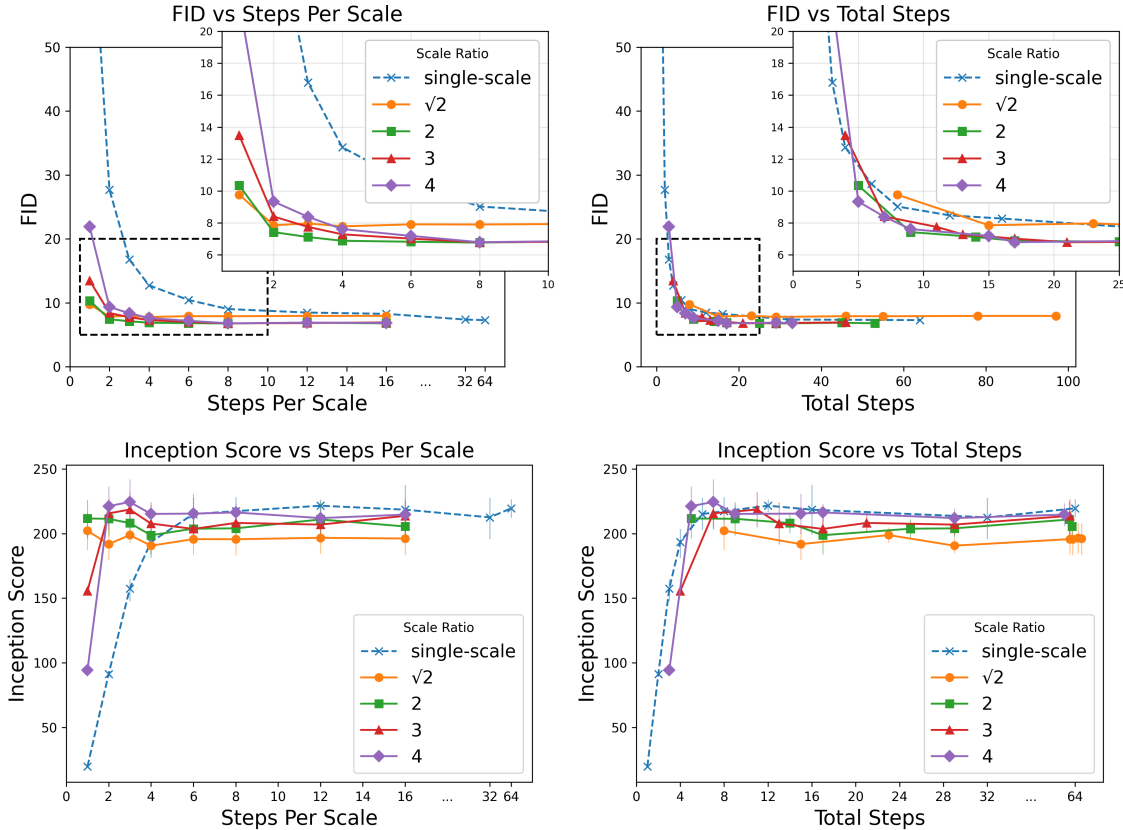 FID vs Steps Per Scale
FID
50
40
30
20
10
0
20
18
16
14
12
10
8
6
2 4 6 8 10
Scale Ratio
single-scale
√2
2
3
4
0 2 4 6 8 10 12 14 16 ... 32 64
Steps Per Scale
FID vs Total Steps
FID
50
40
30
20
10
0
20
18
16
14
12
10
8
6
0 5 10 15 20 25
Scale Ratio
single-scale
√2
2
3
4
0 20 40 60 80 100
Total Steps
Inception Score vs Steps Per Scale
Inception Score
250
200
150
100
50
Scale Ratio
single-scale
√2
2
3
4
0 2 4 6 8 10 12 14 16 ... 32 64
Steps Per Scale
Inception Score vs Total Steps
Inception Score
250
200
150
100
50
Scale Ratio
single-scale
√2
2
3
4
0 4 8 12 16 20 24 28 32 ... 64
Total Steps